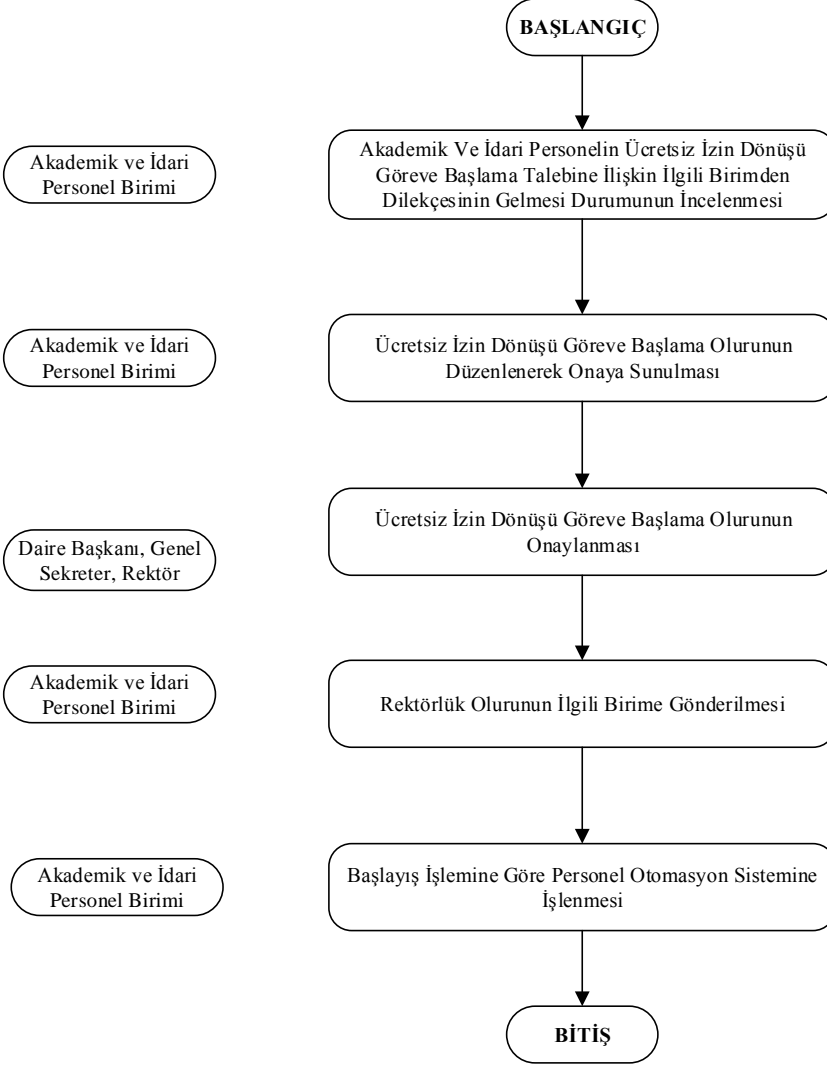 BAŞLANGIÇ
Akademik ve İdari
Personel Birimi
Akademik Ve İdari Personelin Ücretsiz İzin Dönüşü
Göreve Başlama Talebine İlişkin İlgili Birimden
Dilekçesinin Gelmesi Durumunun İncelenmesi
Akademik ve İdari
Personel Birimi
Ücretsiz İzin Dönüşü Göreve Başlama Olurunun
Düzenlenerek Onaya Sunulması
Daire Başkanı, Genel
Sekreter, Rektör
Ücretsiz İzin Dönüşü Göreve Başlama Olurunun
Onaylanması
Akademik ve İdari
Personel Birimi
Rektörlük Olurunun İlgili Birime Gönderilmesi
Akademik ve İdari
Personel Birimi
Başlayış İşlemine Göre Personel Otomasyon Sistemine
İşlenmesi
BİTİŞ